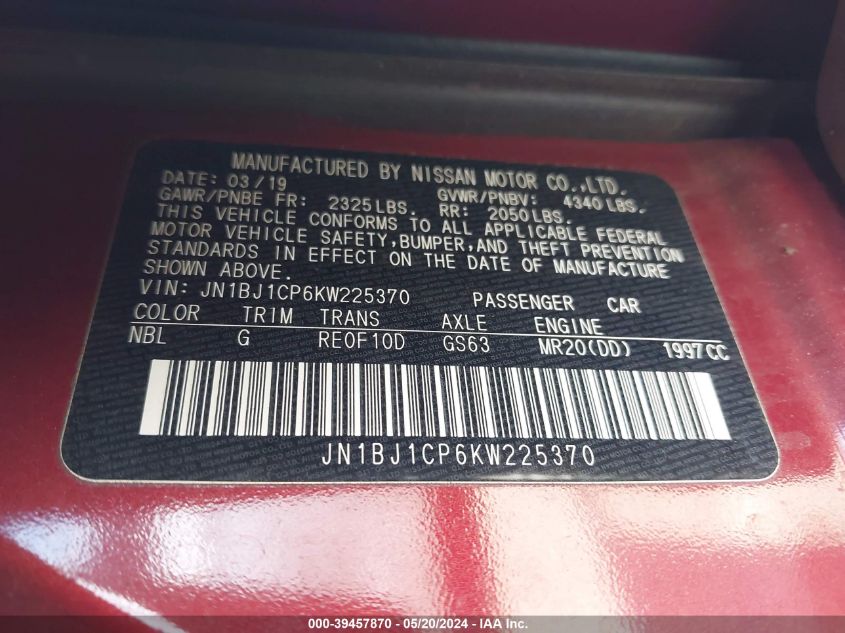 MANUFACTURED BY NISSAN MOTOR CO.,LTD.
DATE: 03/19
GAWR/PNBE FR: 2325LBS. GVWR/PNBV: 4340LBS.
RR: 2050LBS.
THIS VEHICLE CONFORMS TO ALL APPLICABLE FEDERAL
MOTOR VEHICLE SAFETY,BUMPER,AND THEFT PREVENTION
STANDARDS IN EFFECT ON THE DATE OF MANUFACTURE
SHOWN ABOVE.
VIN: JN1BJ1CP6KW225370 PASSENGER CAR
COLOR TRIM TRANS AXLE ENGINE
NBL G RE0F10D GS63 MR20(DD) 1997CC
JN1BJ1CP6KW225370
000-39457870 - 05/20/2024 - IAA Inc.